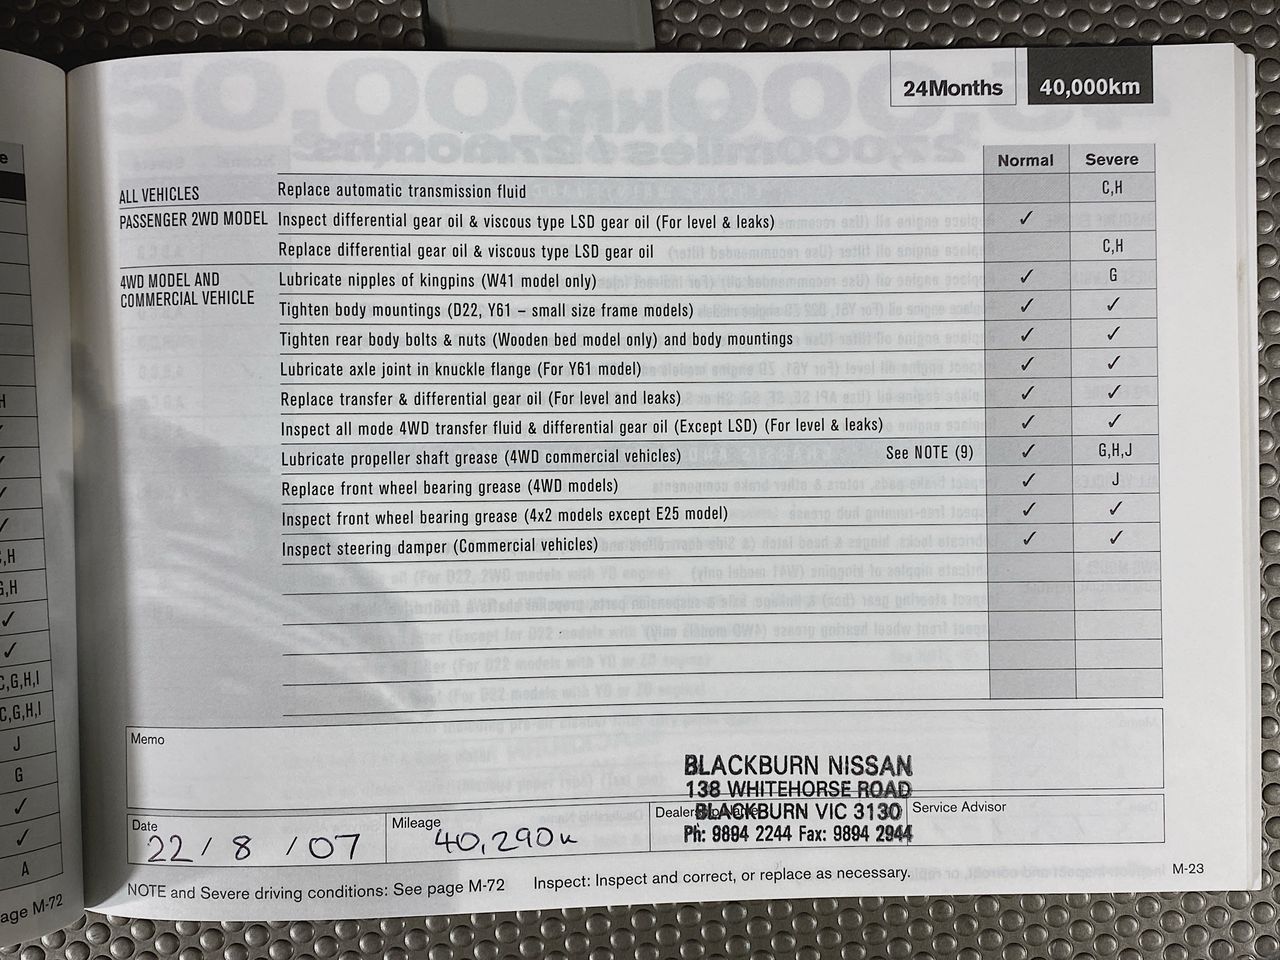 24Months 40,000km
Normal Severe
ALL VEHICLES Replace automatic transmission fluid C,H
PASSENGER 2WD MODEL Inspect differential gear oil & viscous type LSD gear oil (For level & leaks) ✓
Replace differential gear oil & viscous type LSD gear oil C,H
4WD MODEL AND COMMERCIAL VEHICLE Lubricate nipples of kingpins (W41 model only) ✓ G
Tighten body mountings (D22, Y61 – small size frame models) ✓ ✓
Tighten rear body bolts & nuts (Wooden bed model only) and body mountings ✓ ✓
Lubricate axle joint in knuckle flange (For Y61 model) ✓ ✓
Replace transfer & differential gear oil (For level and leaks) ✓ ✓
Inspect all mode 4WD transfer fluid & differential gear oil (Except LSD) (For level & leaks) ✓ ✓
Lubricate propeller shaft grease (4WD commercial vehicles) See NOTE (9) ✓ G,H,J
Replace front wheel bearing grease (4WD models) ✓ J
Inspect front wheel bearing grease (4x2 models except E25 model) ✓ ✓
Inspect steering damper (Commercial vehicles) ✓ ✓
Memo
BLACKBURN NISSAN
138 WHITEHORSE ROAD
BLACKBURN VIC 3130
Ph: 9894 2244 Fax: 9894 2944
Date 22 / 8 / 07
Mileage 40,290k
Service Advisor
NOTE and Severe driving conditions: See page M-72 Inspect: Inspect and correct, or replace as necessary.
M-23
e
H
✓
✓
✓
✓
C,H
G,H
✓
✓
C,G,H,I
C,G,H,I
J
G
✓
✓
A
age M-72